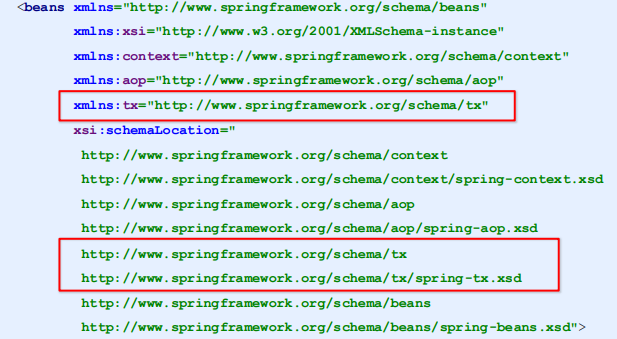 <beans xmlns="http://www.springframework.org/schema/beans"
xmlns:xsi="http://www.w3.org/2001/XMLSchema-instance"
xmlns:context="http://www.springframework.org/schema/context"
xmlns:aop="http://www.springframework.org/schema/aop"
xmlns:tx="http://www.springframework.org/schema/tx"
xsi:schemaLocation="
http://www.springframework.org/schema/context
http://www.springframework.org/schema/context/spring-context.xsd
http://www.springframework.org/schema/aop
http://www.springframework.org/schema/aop/spring-aop.xsd
http://www.springframework.org/schema/tx
http://www.springframework.org/schema/tx/spring-tx.xsd
http://www.springframework.org/schema/beans
http://www.springframework.org/schema/beans/spring-beans.xsd">